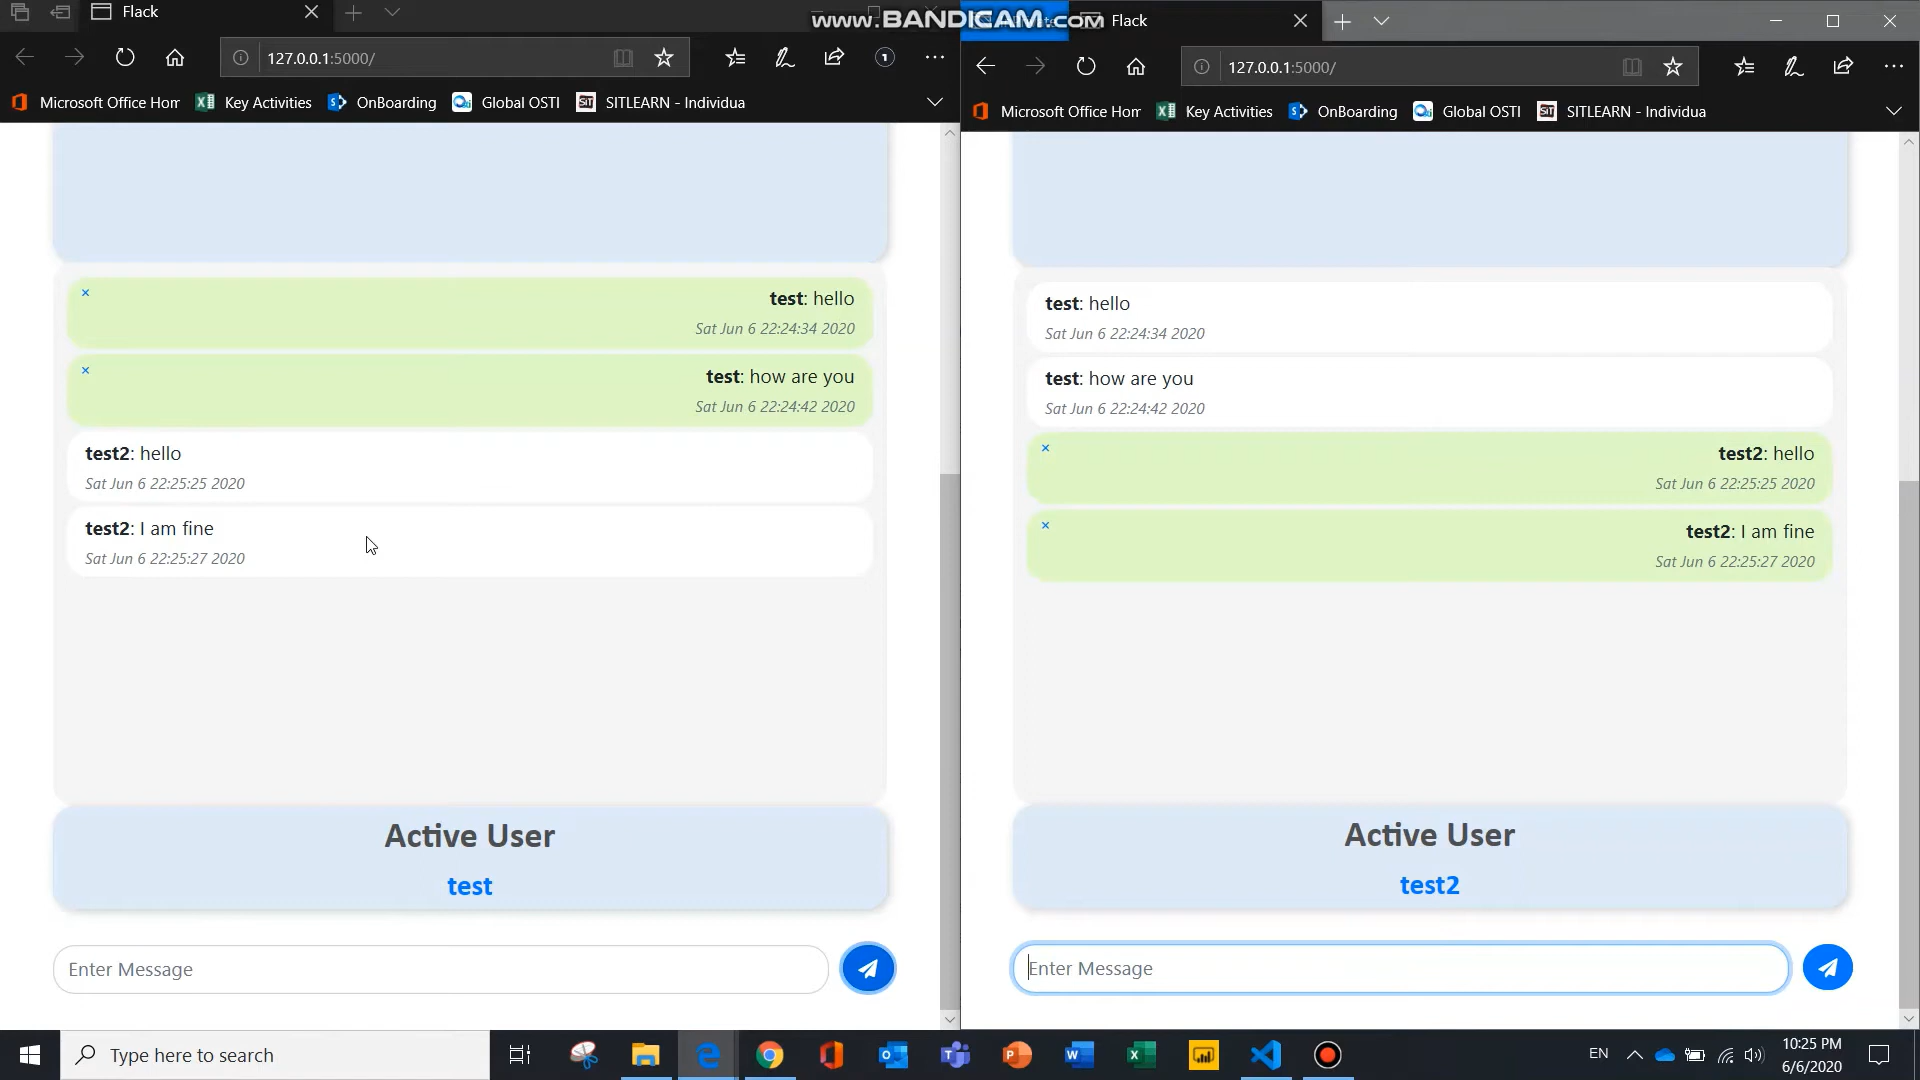 Flack
www.BANDICAM.com
Flack
127.0.0.1:5000/
1
Microsoft Office Hom
Key Activities
OnBoarding
Global OSTI
SITLEARN - Individua
test: hello
Sat Jun 6 22:24:34 2020
test: how are you
Sat Jun 6 22:24:42 2020
test2: hello
Sat Jun 6 22:25:25 2020
test2: I am fine
Sat Jun 6 22:25:27 2020
Active User
test
Enter Message
127.0.0.1:5000/
Microsoft Office Hom
Key Activities
OnBoarding
Global OSTI
SITLEARN - Individua
test: hello
Sat Jun 6 22:24:34 2020
test: how are you
Sat Jun 6 22:24:42 2020
test2: hello
Sat Jun 6 22:25:25 2020
test2: I am fine
Sat Jun 6 22:25:27 2020
Active User
test2
Enter Message
Type here to search
EN
10:25 PM
6/6/2020